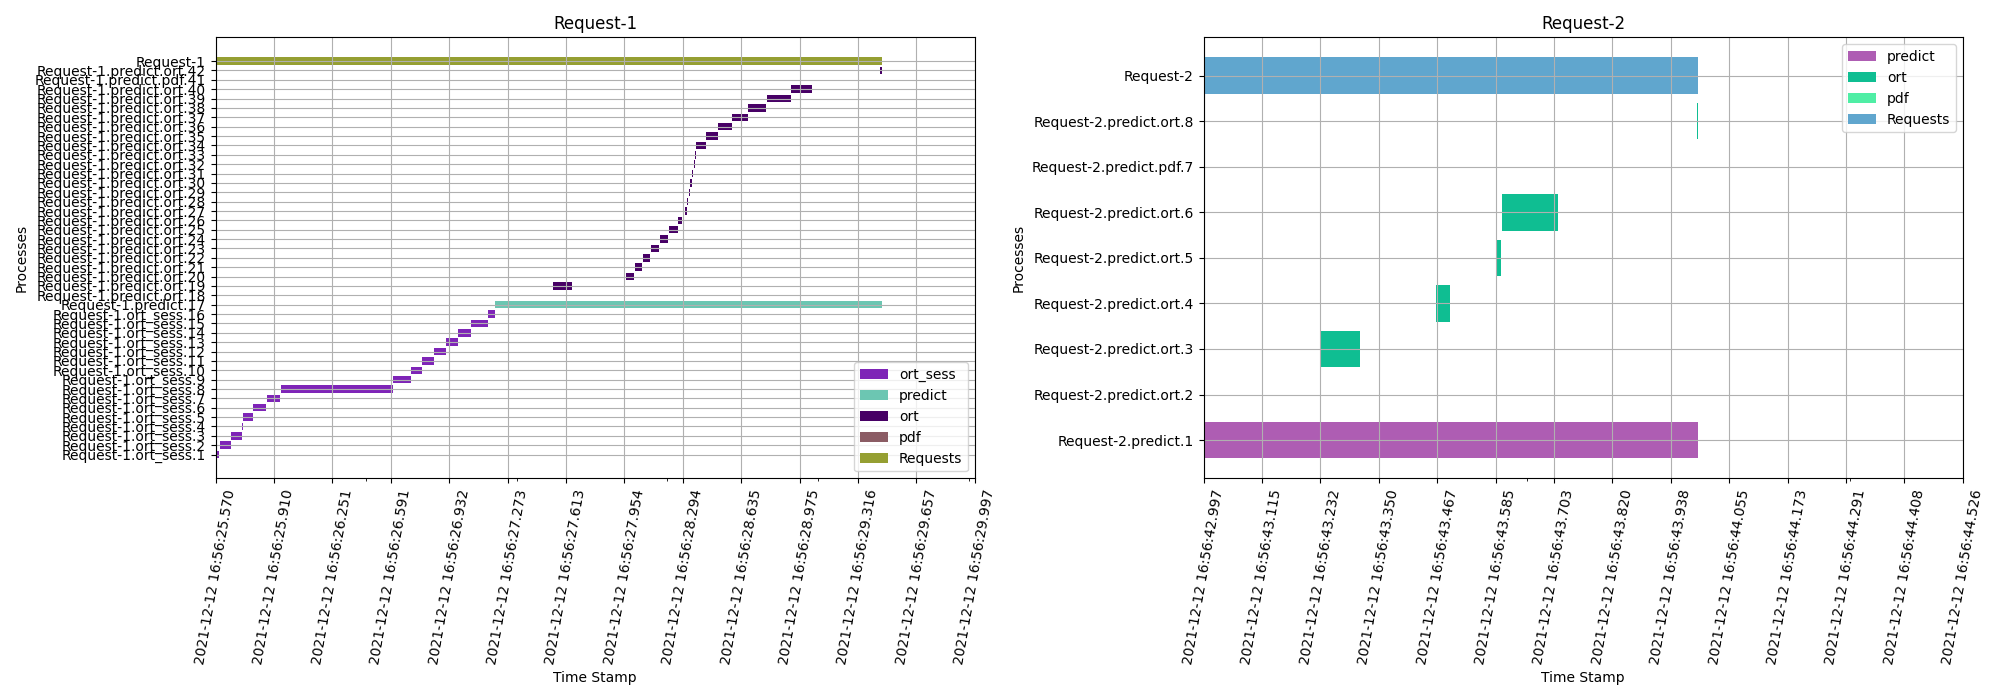 Request-1
Processes
Request-1
Request-1.predict.ort.42
Request-1.predict.pdf.41
Request-1.predict.ort.40
Request-1.predict.ort.39
Request-1.predict.ort.38
Request-1.predict.ort.37
Request-1.predict.ort.36
Request-1.predict.ort.35
Request-1.predict.ort.34
Request-1.predict.ort.33
Request-1.predict.ort.32
Request-1.predict.ort.31
Request-1.predict.ort.30
Request-1.predict.ort.29
Request-1.predict.ort.28
Request-1.predict.ort.27
Request-1.predict.ort.26
Request-1.predict.ort.25
Request-1.predict.ort.24
Request-1.predict.ort.23
Request-1.predict.ort.22
Request-1.predict.ort.21
Request-1.predict.ort.20
Request-1.predict.ort.19
Request-1.predict.ort.18
Request-1.predict.17
Request-1.ort_sess.16
Request-1.ort_sess.15
Request-1.ort_sess.14
Request-1.ort_sess.13
Request-1.ort_sess.12
Request-1.ort_sess.11
Request-1.ort_sess.10
Request-1.ort_sess.9
Request-1.ort_sess.8
Request-1.ort_sess.7
Request-1.ort_sess.6
Request-1.ort_sess.5
Request-1.ort_sess.4
Request-1.ort_sess.3
Request-1.ort_sess.2
Request-1.ort_sess.1
ort_sess
predict
ort
pdf
Requests
2021-12-12 16:56:25.570
2021-12-12 16:56:25.910
2021-12-12 16:56:26.251
2021-12-12 16:56:26.591
2021-12-12 16:56:26.932
2021-12-12 16:56:27.273
2021-12-12 16:56:27.613
2021-12-12 16:56:27.954
2021-12-12 16:56:28.294
2021-12-12 16:56:28.635
2021-12-12 16:56:28.975
2021-12-12 16:56:29.316
2021-12-12 16:56:29.657
2021-12-12 16:56:29.997
Time Stamp
Request-2
Processes
Request-2
Request-2.predict.ort.8
Request-2.predict.pdf.7
Request-2.predict.ort.6
Request-2.predict.ort.5
Request-2.predict.ort.4
Request-2.predict.ort.3
Request-2.predict.ort.2
Request-2.predict.1
predict
ort
pdf
Requests
2021-12-12 16:56:42.997
2021-12-12 16:56:43.115
2021-12-12 16:56:43.232
2021-12-12 16:56:43.350
2021-12-12 16:56:43.467
2021-12-12 16:56:43.585
2021-12-12 16:56:43.703
2021-12-12 16:56:43.820
2021-12-12 16:56:43.938
2021-12-12 16:56:44.055
2021-12-12 16:56:44.173
2021-12-12 16:56:44.291
2021-12-12 16:56:44.408
2021-12-12 16:56:44.526
Time Stamp